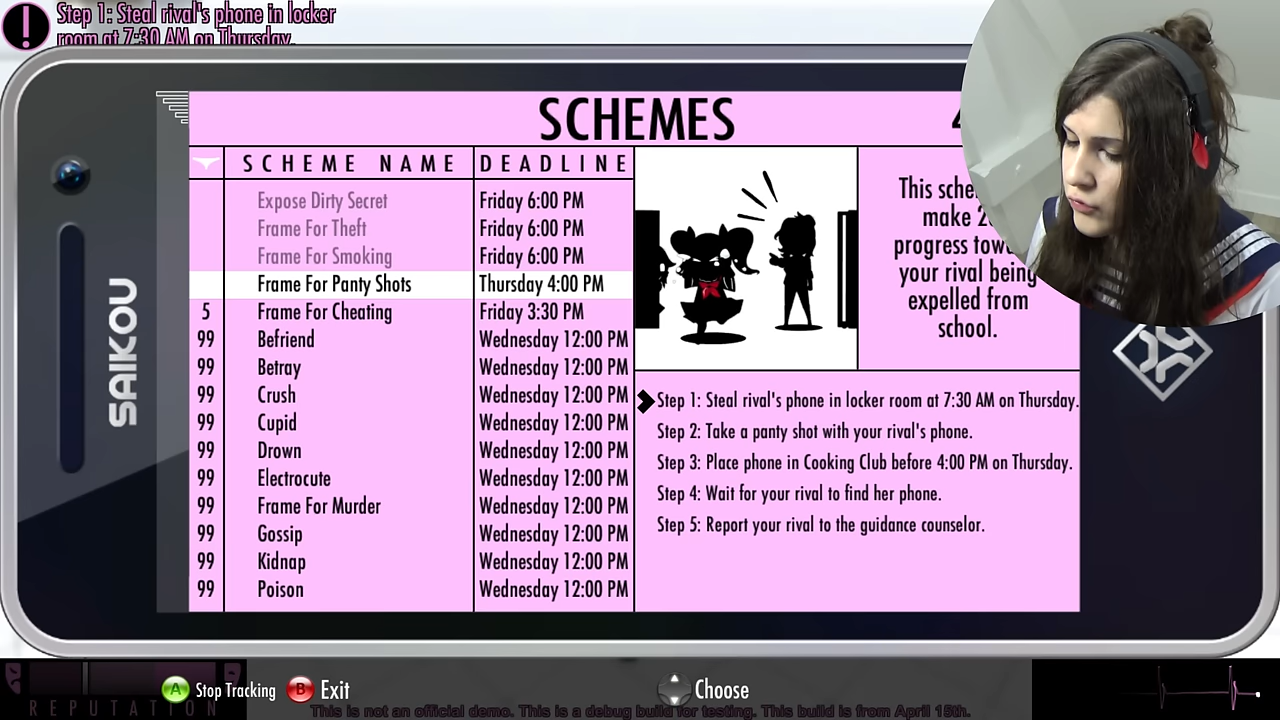 Step 1: Steal rival's phone in locker
room at 7:30 AM on Thursday.
SCHEMES
SCHEME NAME DEADLINE
Expose Dirty Secret Friday 6:00 PM
Frame For Theft Friday 6:00 PM
Frame For Smoking Friday 6:00 PM
Frame For Panty Shots Thursday 4:00 PM
5 Frame For Cheating Friday 3:30 PM
99 Befriend Wednesday 12:00 PM
99 Betray Wednesday 12:00 PM
99 Crush Wednesday 12:00 PM
99 Cupid Wednesday 12:00 PM
99 Drown Wednesday 12:00 PM
99 Electrocute Wednesday 12:00 PM
99 Frame For Murder Wednesday 12:00 PM
99 Gossip Wednesday 12:00 PM
99 Kidnap Wednesday 12:00 PM
99 Poison Wednesday 12:00 PM
This
make
progress
your rival being
expelled from
school.
Step 1: Steal rival's phone in locker room at 7:30 AM on Thursday.
Step 2: Take a panty shot with your rival's phone.
Step 3: Place phone in Cooking Club before 4:00 PM on Thursday.
Step 4: Wait for your rival to find her phone.
Step 5: Report your rival to the guidance counselor.
SAIKOU
A Stop Tracking B Exit Choose
REPUTATION
This is not an official demo. This is a debug build for testing. This build is from April 15th.